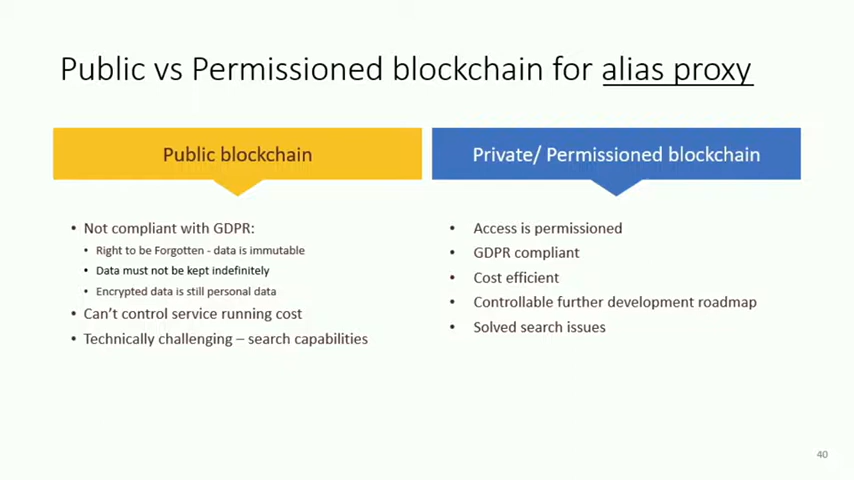 Public vs Permissioned blockchain for alias proxy
Public blockchain
• Not compliant with GDPR:
• Right to be Forgotten - data is immutable
• Data must not be kept indefinitely
• Encrypted data is still personal data
• Can't control service running cost
• Technically challenging – search capabilities
Private/ Permissioned blockchain
• Access is permissioned
• GDPR compliant
• Cost efficient
• Controllable further development roadmap
• Solved search issues
40